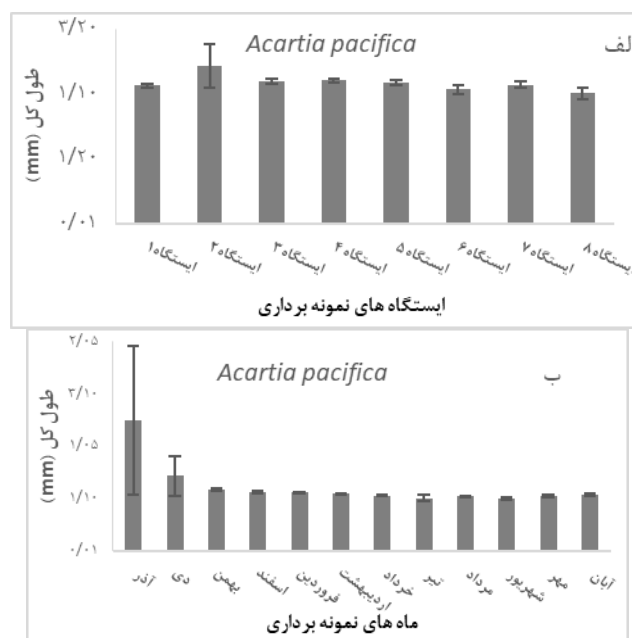 Acartia pacifica
الف
۳/۲۰
۱/۱۰
۱/۲۰
۰/۰۱
طول کل (mm)
ایستگاه۱
ایستگاه۲
ایستگاه۳
ایستگاه۴
ایستگاه۵
ایستگاه۶
ایستگاه۷
ایستگاه۸
ایستگاه های نمونه برداری
Acartia pacifica
ب
۲/۰۵
۳/۱۰
۱/۰۵
۱/۱۰
۰/۰۱
طول کل (mm)
آذر
دی
بهمن
اسفند
فروردین
اردیبهشت
خرداد
تیر
مرداد
شهریور
مهر
آبان
ماه های نمونه برداری